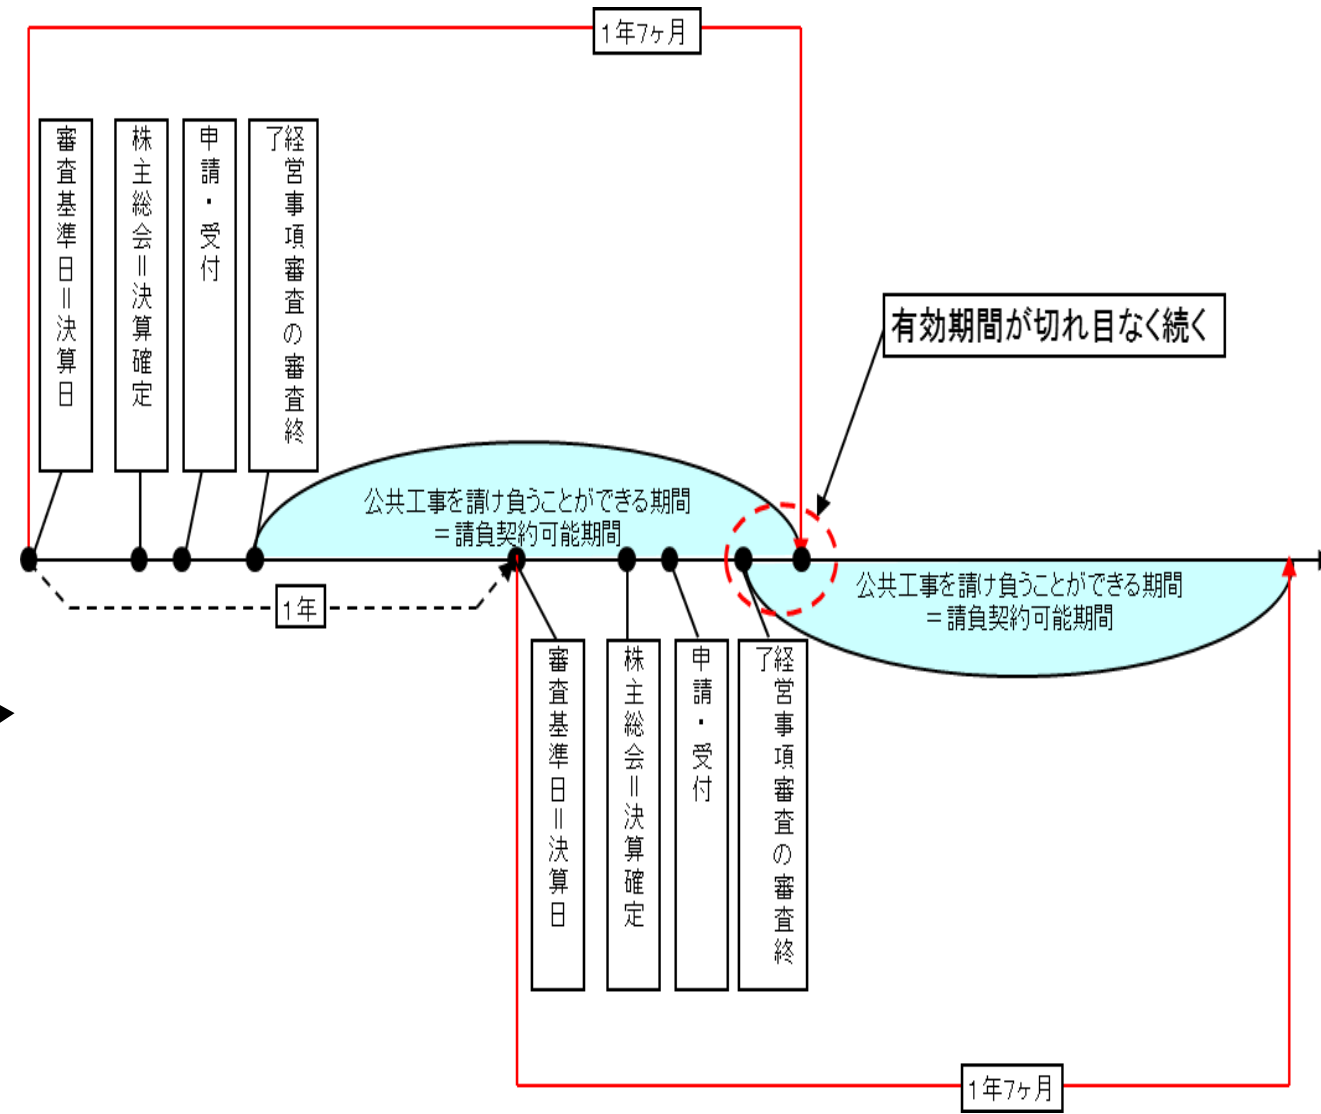 1年7ヶ月
審査基準日＝決算日
株主総会＝決算確定
申請・受付
経営事項審査の審査終
了
有効期間が切れ目なく続く
公共工事を請け負うことができる期間
＝請負契約可能期間
公共工事を請け負うことができる期間
＝請負契約可能期間
1年
審査基準日＝決算日
株主総会＝決算確定
申請・受付
経営事項審査の審査終
了
1年7ヶ月